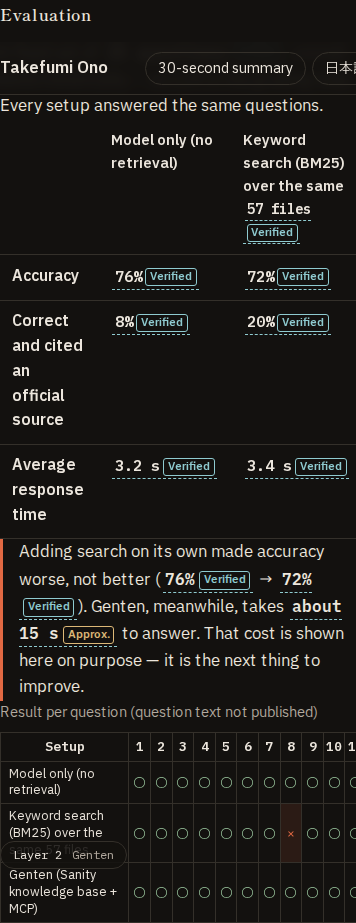 Evaluation
Takefumi Ono
30-second summary
Every setup answered the same questions.
Model only (no
retrieval)
Keyword
search (BM25)
over the same
57 files
Verified
Accuracy
76% Verified
72% Verified
Correct
and cited
an
official
source
8% Verified
20% Verified
Average
response
time
3.2 s Verified
3.4 s Verified
Adding search on its own made accuracy
worse, not better ( 76% Verified → 72%
Verified ). Genten, meanwhile, takes about
15 s Approx. to answer. That cost is shown
here on purpose — it is the next thing to
improve.
Result per question (question text not published)
Setup 1 2 3 4 5 6 7 8 9 10
Model only (no
retrieval)
○ ○ ○ ○ ○ ○ ○ ○ ○ ○
Keyword search
(BM25) over the
same 57 files
○ ○ ○ ○ ○ ○ ○ × ○ ○
Layer 2 Genten
Genten (Sanity
knowledge base +
MCP)
○ ○ ○ ○ ○ ○ ○ ○ ○ ○